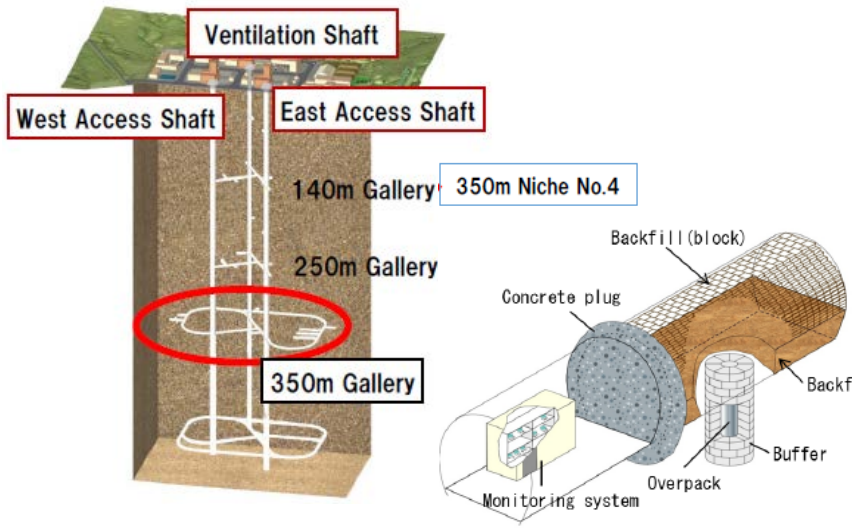 Ventilation Shaft
West Access Shaft
East Access Shaft
140m Gallery
350m Niche No.4
250m Gallery
350m Gallery
Backfill(block)
Concrete plug
Backf
Buffer
Overpack
Monitoring system